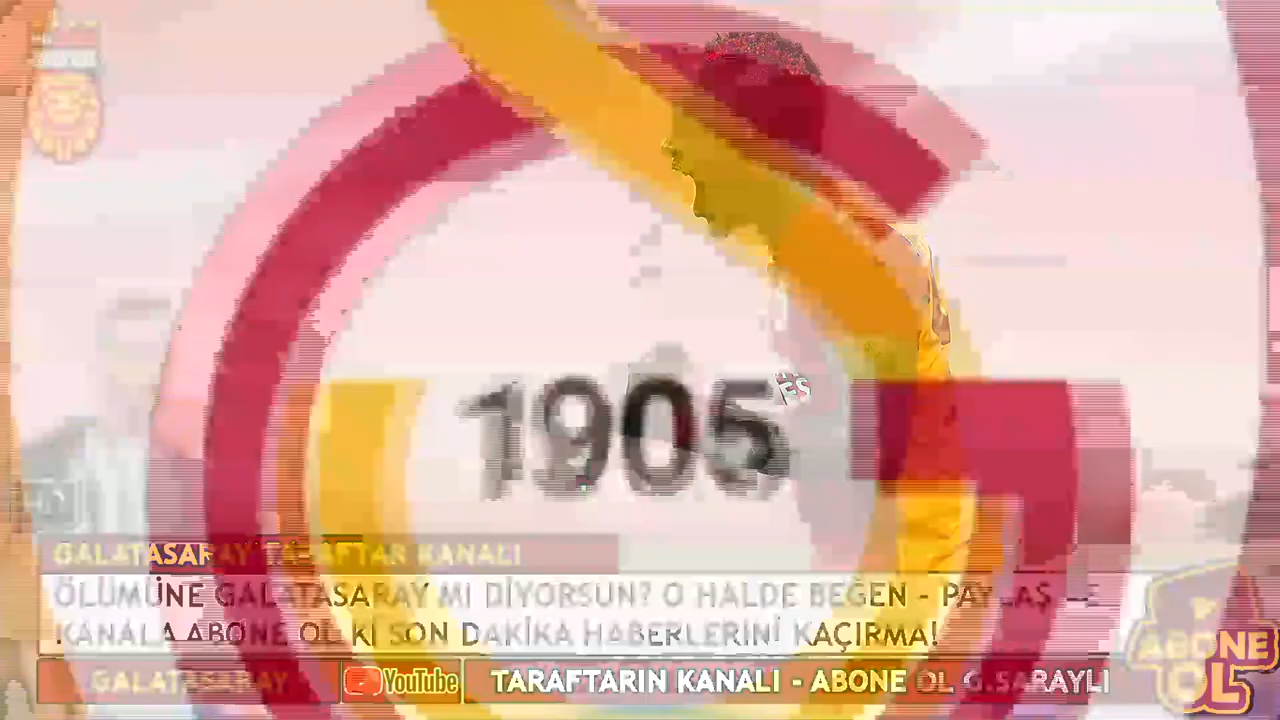 1905
GALATASARAY TARAFTAR KANALI
ÖLÜMÜNE GALATASARAY MI DİYORSUN? O HALDE BEĞEN - PAYLAŞ VE
KANALA ABONE OL Kİ SON DAKİKA HABERLERİNİ KAÇIRMA!
ABONE
OL
GALATASARAY YouTube TARAFTARIN KANALI - ABONE OL G.SARAYLI